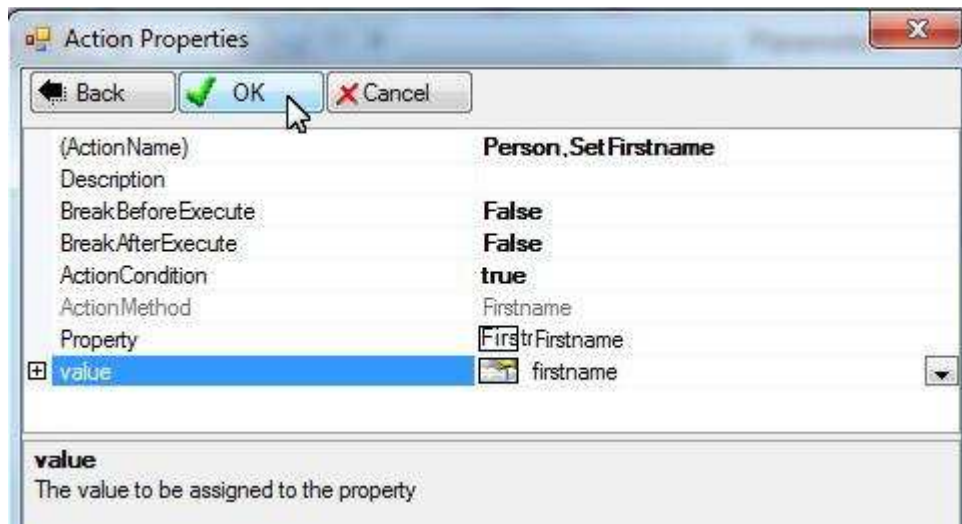 Action Properties
Back OK Cancel
(ActionName) Person,SetFirstname
Description
BreakBeforeExecute False
BreakAfterExecute False
ActionCondition true
ActionMethod Firstname
Property Firstr Firstname
value firstname
value
The value to be assigned to the property